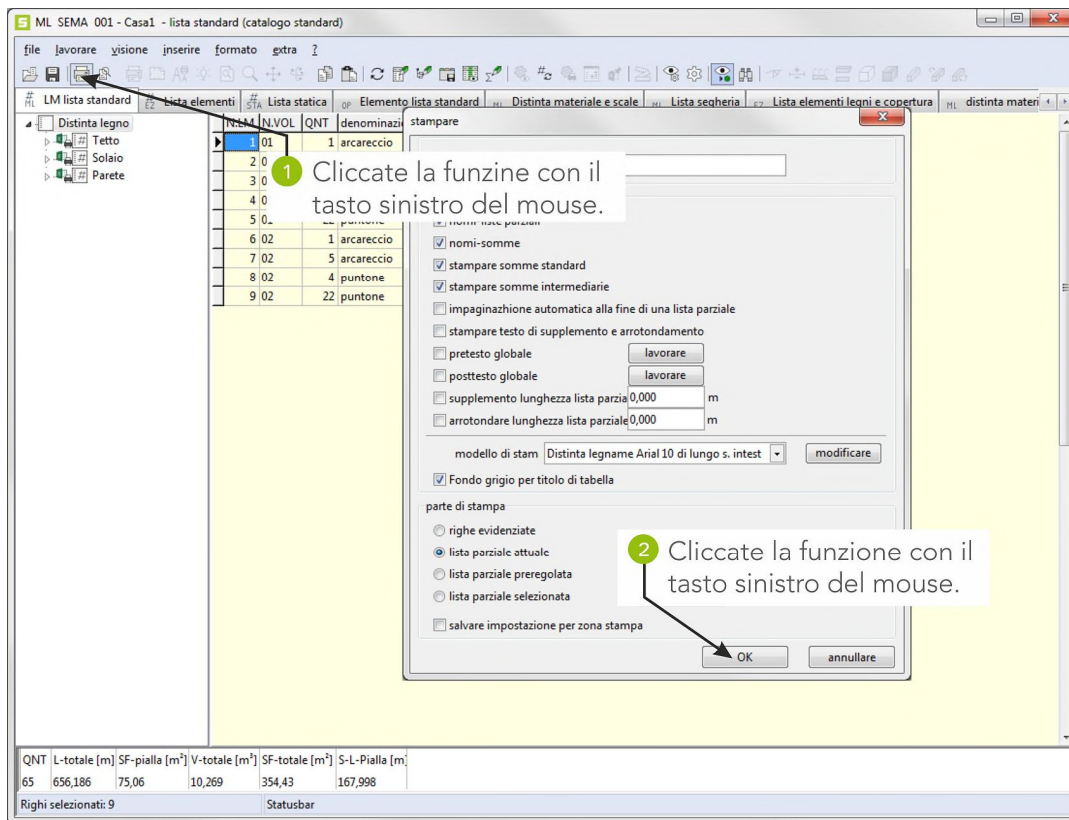 ML SEMA 001 - Casa1 - lista standard (catalogo standard)
file lavorare visione inserire formato extra ?
LM lista standard Lista elementi Lista statica Elemento lista standard Distinta materiale e scale Lista segheria Lista elementi legni e copertura distinta materi
Distinta legno
Tetto
Solaio
Parete
N.LM N.VOL QNT denominazi
1 01 1 arcareccio
2 0
3 0
4 0
5 01 22 puntone
6 02 1 arcareccio
7 02 5 arcareccio
8 02 4 puntone
9 02 22 puntone
1 Cliccate la funzine con il
tasto sinistro del mouse.
stampare
nomi-liste parziali
nomi-somme
stampare somme standard
stampare somme intermediarie
impaginazhione automatica alla fine di una lista parziale
stampare testo di supplemento e arrotondamento
pretesto globale lavorare
posttesto globale lavorare
supplemento lunghezza lista parzia 0,000 m
arrotondare lunghezza lista parziale 0,000 m
modello di stam Distinta legname Arial 10 di lungo s. intest modificare
Fondo grigio per titolo di tabella
parte di stampa
righe evidenziate
lista parziale attuale
lista parziale preregolata
lista parziale selezionata
salvare impostazione per zona stampa
2 Cliccate la funzione con il
tasto sinistro del mouse.
OK annullare
QNT L-totale [m] SF-pialla [m²] V-totale [m³] SF-totale [m²] S-L-Pialla [m]
65 656,186 75,06 10,269 354,43 167,998
Righi selezionati: 9 Statusbar